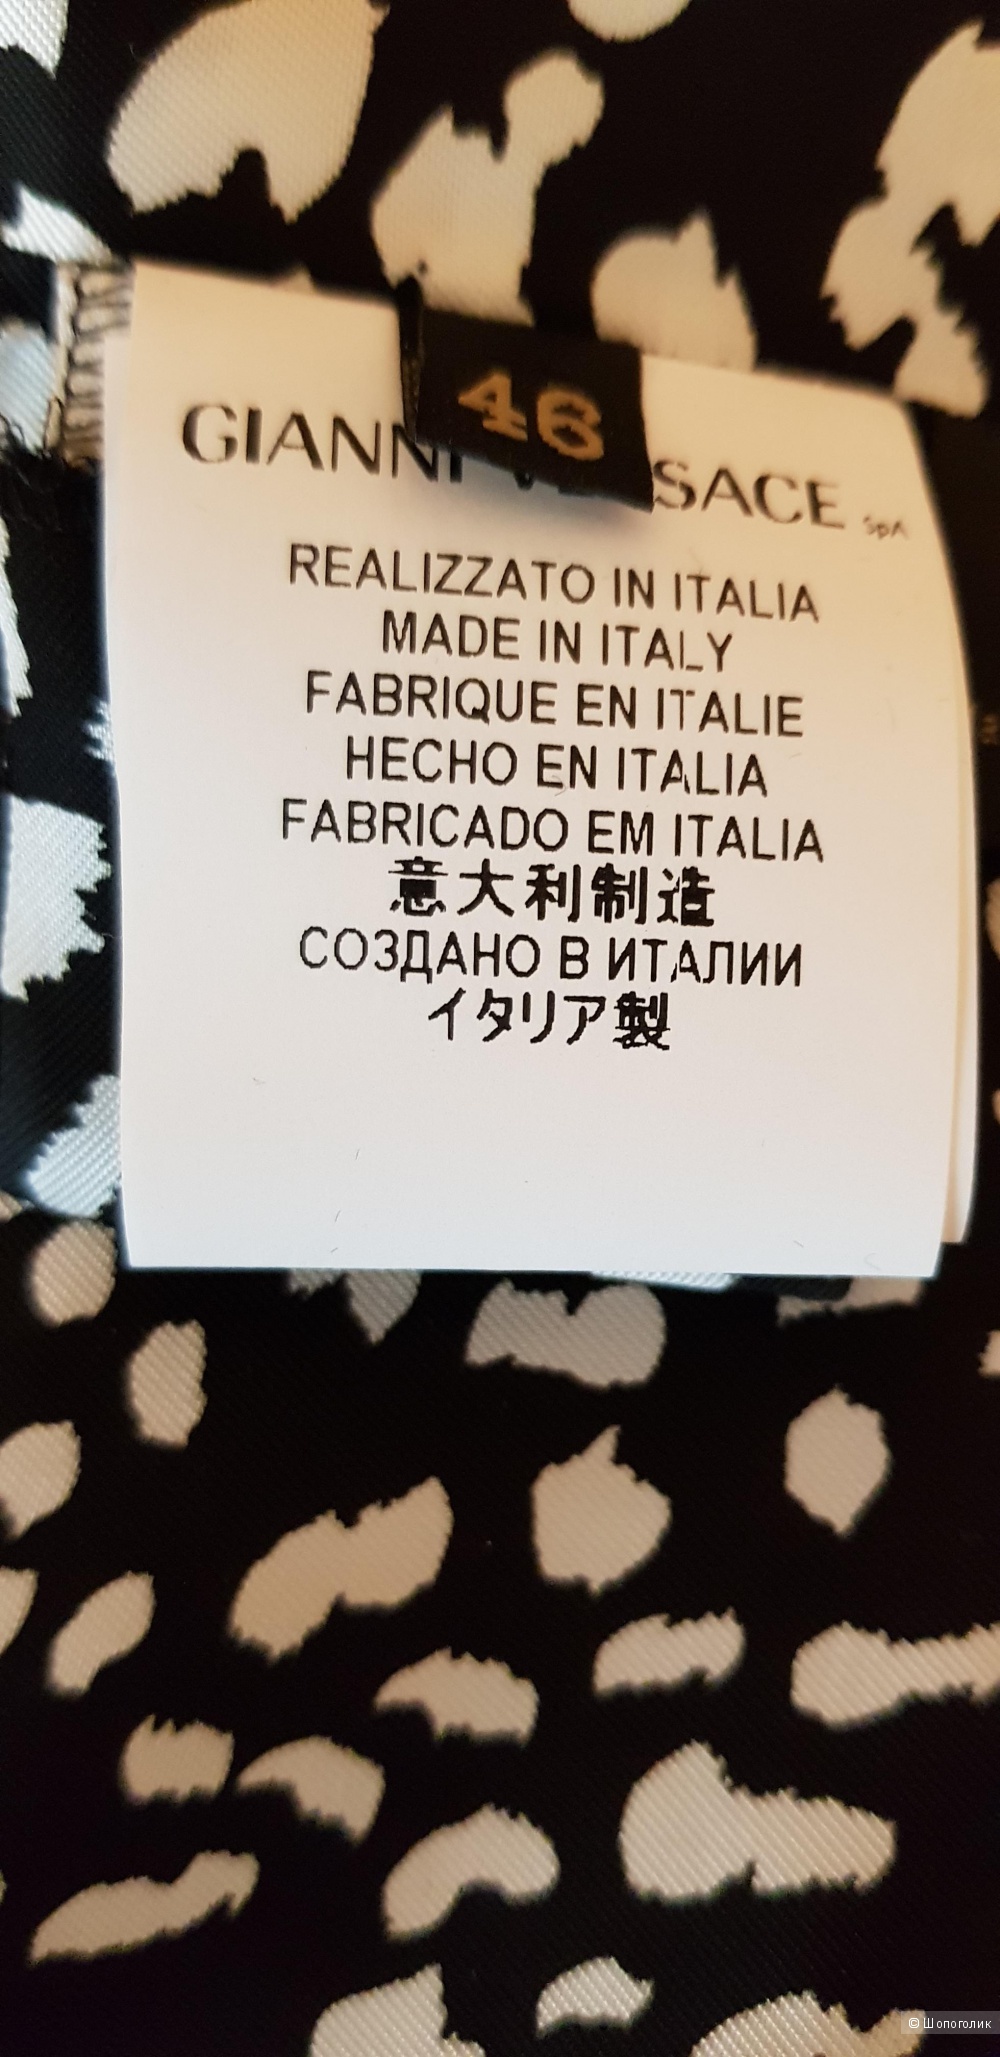 46
GIANNI VERSACE SpA
REALIZZATO IN ITALIA
MADE IN ITALY
FABRIQUE EN ITALIE
HECHO EN ITALIA
FABRICADO EM ITALIA
意大利制造
СОЗДАНО В ИТАЛИИ
イタリア製
© Шопоголик